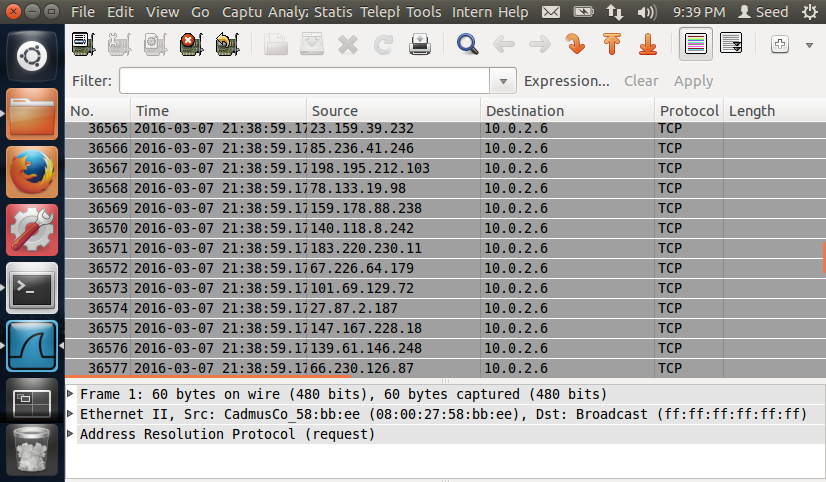 File Edit View Go Captu Analyz Statis Teleph Tools Intern Help 9:39 PM Seed
Filter: Expression... Clear Apply
No. Time Source Destination Protocol Length
36565 2016-03-07 21:38:59.17 23.159.39.232 10.0.2.6 TCP
36566 2016-03-07 21:38:59.17 85.236.41.246 10.0.2.6 TCP
36567 2016-03-07 21:38:59.17 198.195.212.103 10.0.2.6 TCP
36568 2016-03-07 21:38:59.17 78.133.19.98 10.0.2.6 TCP
36569 2016-03-07 21:38:59.17 159.178.88.238 10.0.2.6 TCP
36570 2016-03-07 21:38:59.17 140.118.8.242 10.0.2.6 TCP
36571 2016-03-07 21:38:59.17 183.220.230.11 10.0.2.6 TCP
36572 2016-03-07 21:38:59.17 67.226.64.179 10.0.2.6 TCP
36573 2016-03-07 21:38:59.17 101.69.129.72 10.0.2.6 TCP
36574 2016-03-07 21:38:59.17 27.87.2.187 10.0.2.6 TCP
36575 2016-03-07 21:38:59.17 147.167.228.18 10.0.2.6 TCP
36576 2016-03-07 21:38:59.17 139.61.146.248 10.0.2.6 TCP
36577 2016-03-07 21:38:59.17 66.230.126.87 10.0.2.6 TCP
Frame 1: 60 bytes on wire (480 bits), 60 bytes captured (480 bits)
Ethernet II, Src: CadmusCo_58:bb:ee (08:00:27:58:bb:ee), Dst: Broadcast (ff:ff:ff:ff:ff:ff)
Address Resolution Protocol (request)